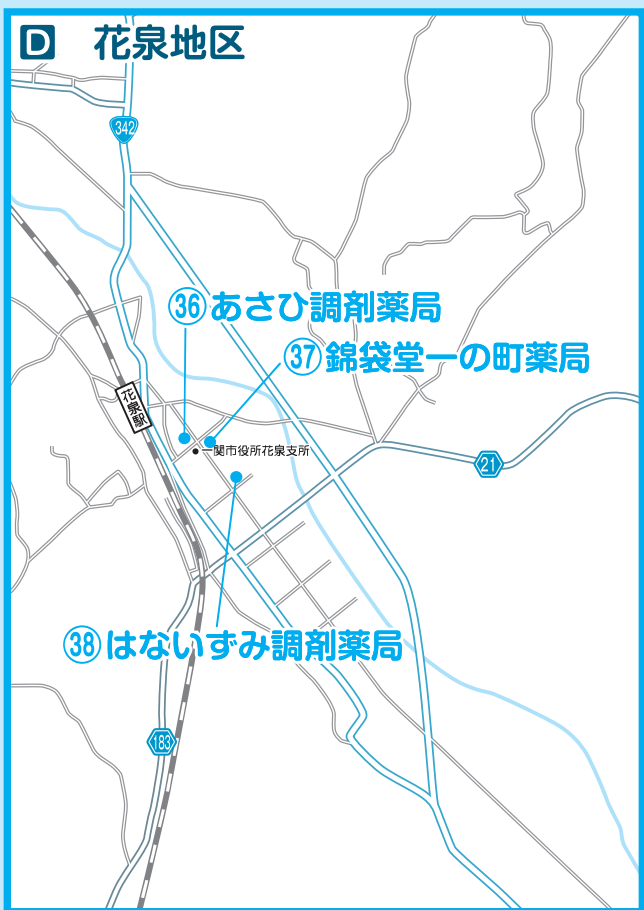 D 花泉地区
342
㊱あさひ調剤薬局
㊲錦袋堂一の町薬局
花泉駅
一関市役所花泉支所
21
㊳はないずみ調剤薬局
183